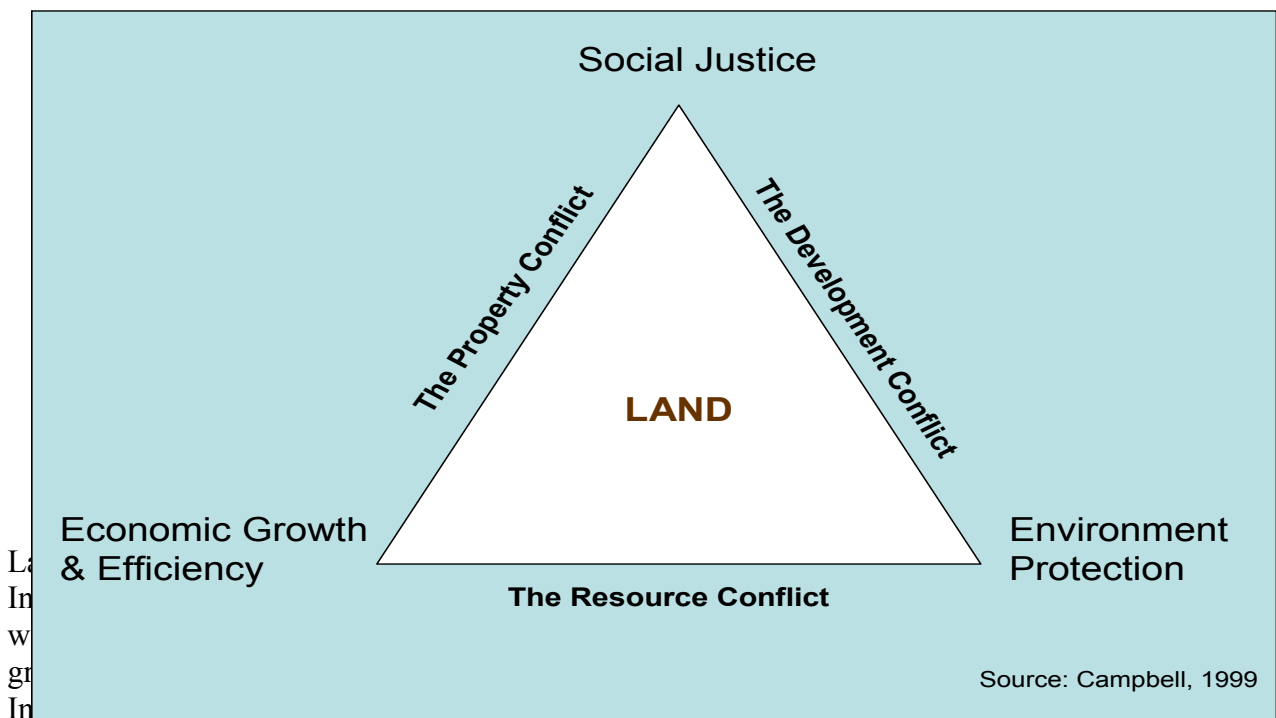 Social Justice
The Property Conflict
The Development Conflict
LAND
Economic Growth
& Efficiency
Environment
Protection
The Resource Conflict
Source: Campbell, 1999